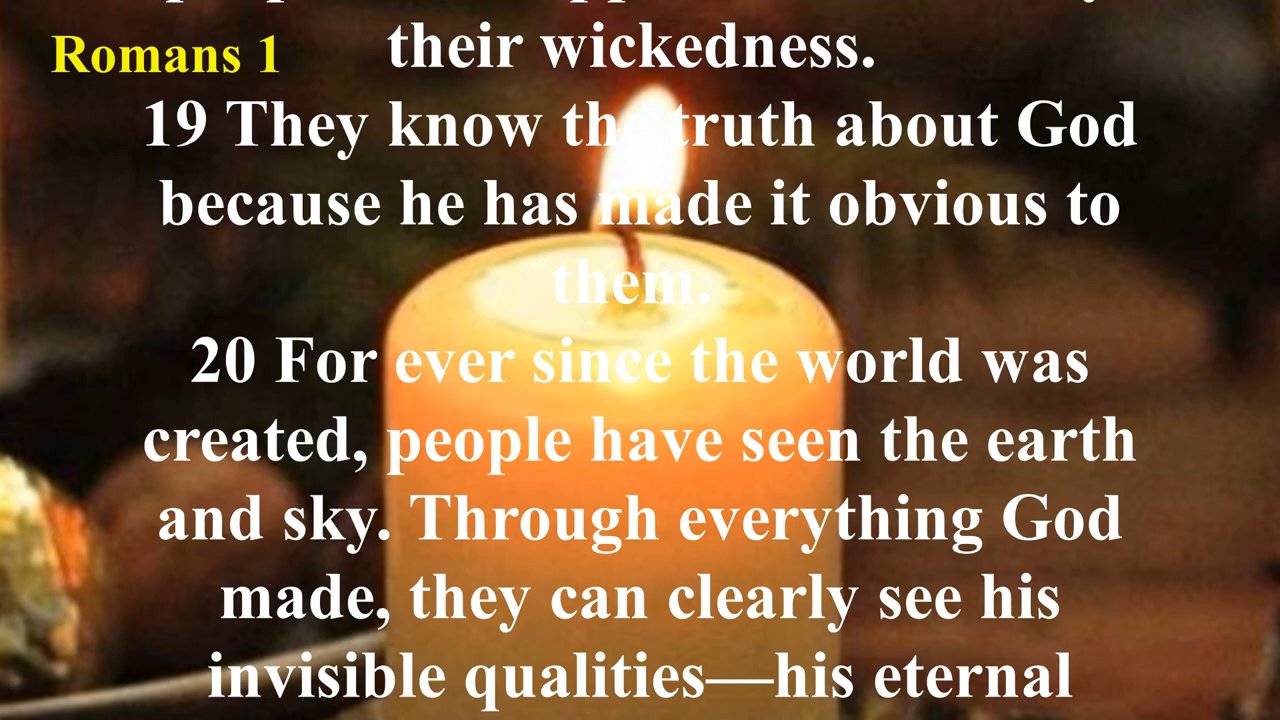 Romans 1
their wickedness.
19 They know the truth about God
because he has made it obvious to
them.
20 For ever since the world was
created, people have seen the earth
and sky. Through everything God
made, they can clearly see his
invisible qualities—his eternal